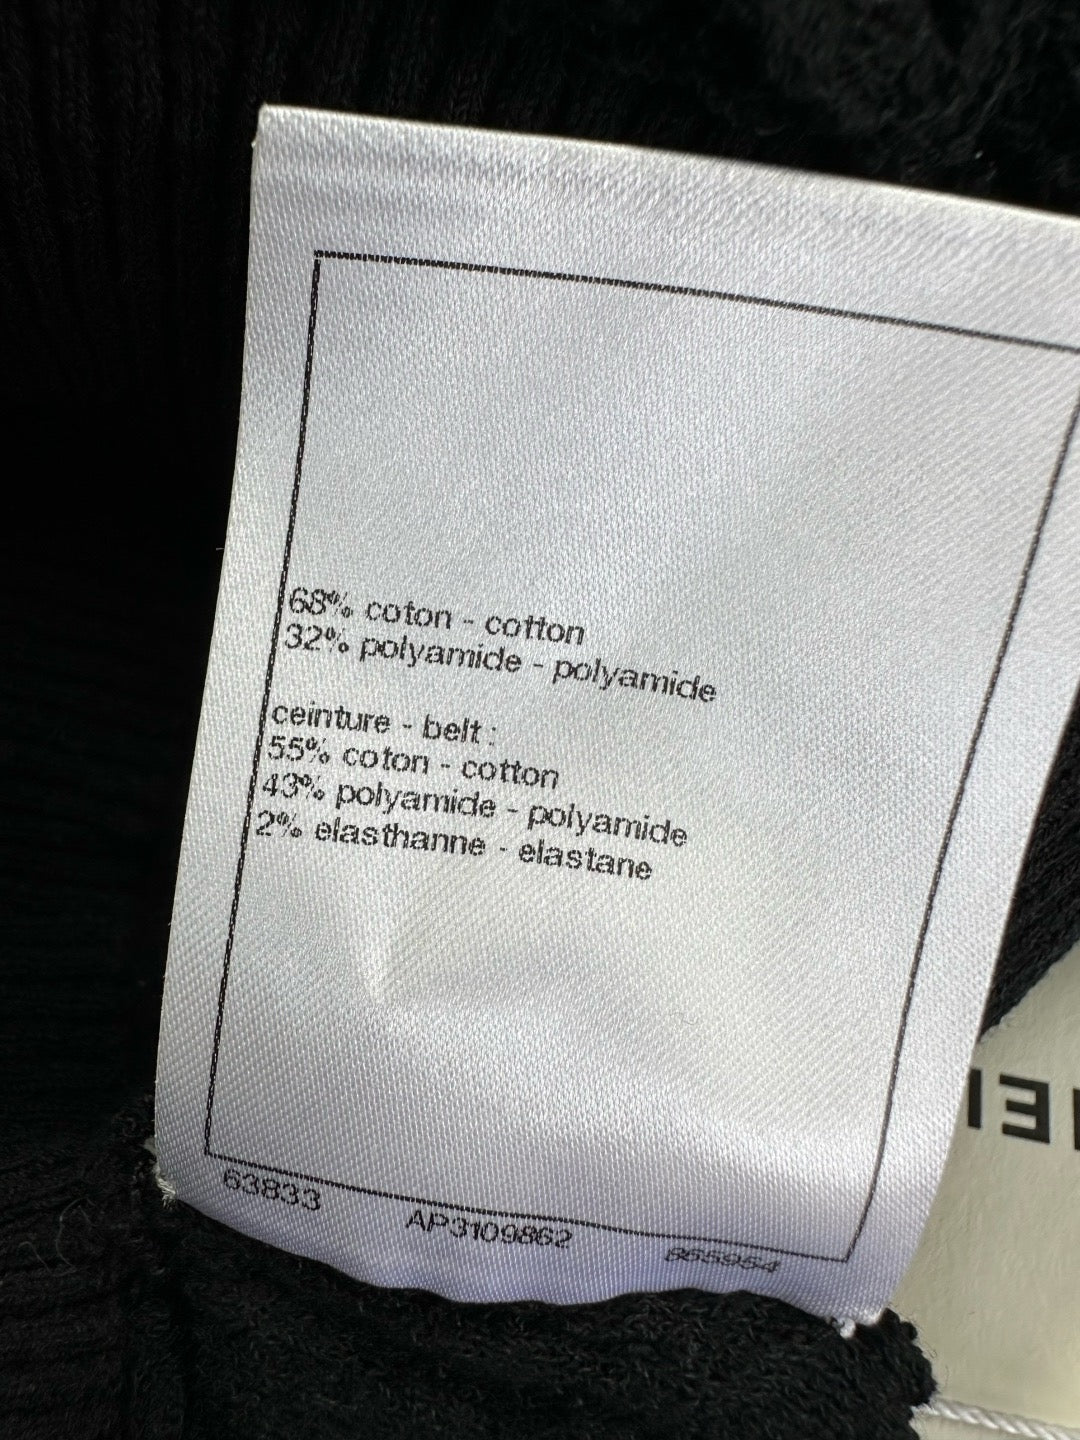 68% coton - cotton
32% polyamide - polyamide
ceinture - belt :
55% coton - cotton
43% polyamide - polyamide
2% elasthanne - elastane
63833 AP3109862